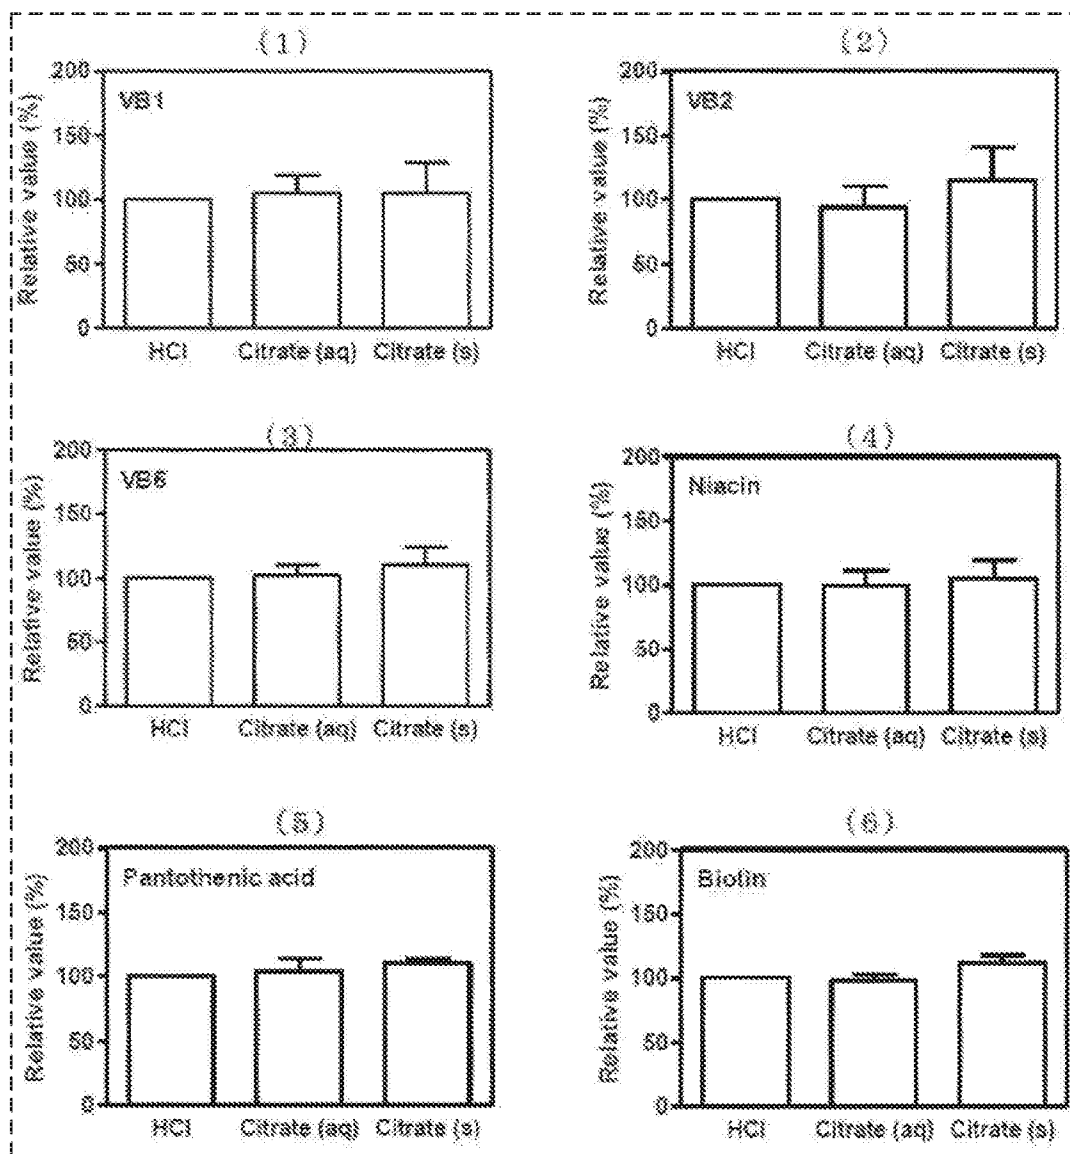 (1)
200
VB1
150
100
50
0
Relative value (%)
HCl Citrate (aq) Citrate (s)
(2)
200
VB2
150
100
50
0
Relative value (%)
HCl Citrate (aq) Citrate (s)
(3)
200
VB6
150
100
50
0
Relative value (%)
HCl Citrate (aq) Citrate (s)
(4)
200
Niacin
150
100
50
0
Relative value (%)
HCl Citrate (aq) Citrate (s)
(5)
200
Pantothenic acid
150
100
50
0
Relative value (%)
HCl Citrate (aq) Citrate (s)
(6)
200
Biotin
150
100
50
0
Relative value (%)
HCl Citrate (aq) Citrate (s)